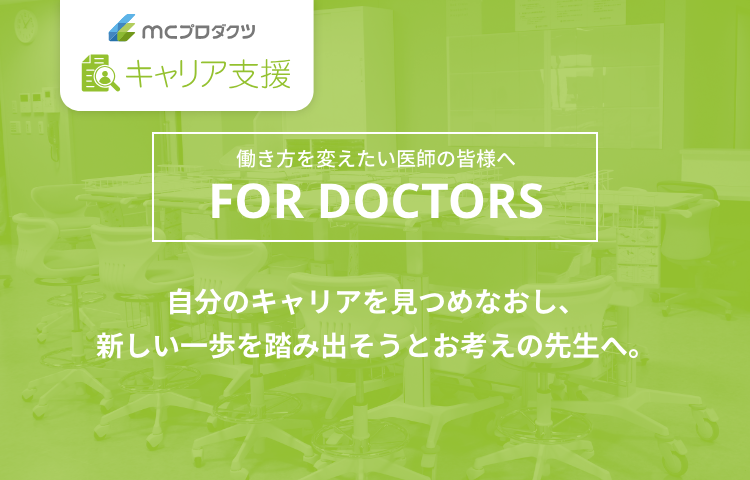 mcプロダクツ
キャリア支援
働き方を変えたい医師の皆様へ
FOR DOCTORS
自分のキャリアを見つめなおし、
新しい一歩を踏み出そうとお考えの先生へ。